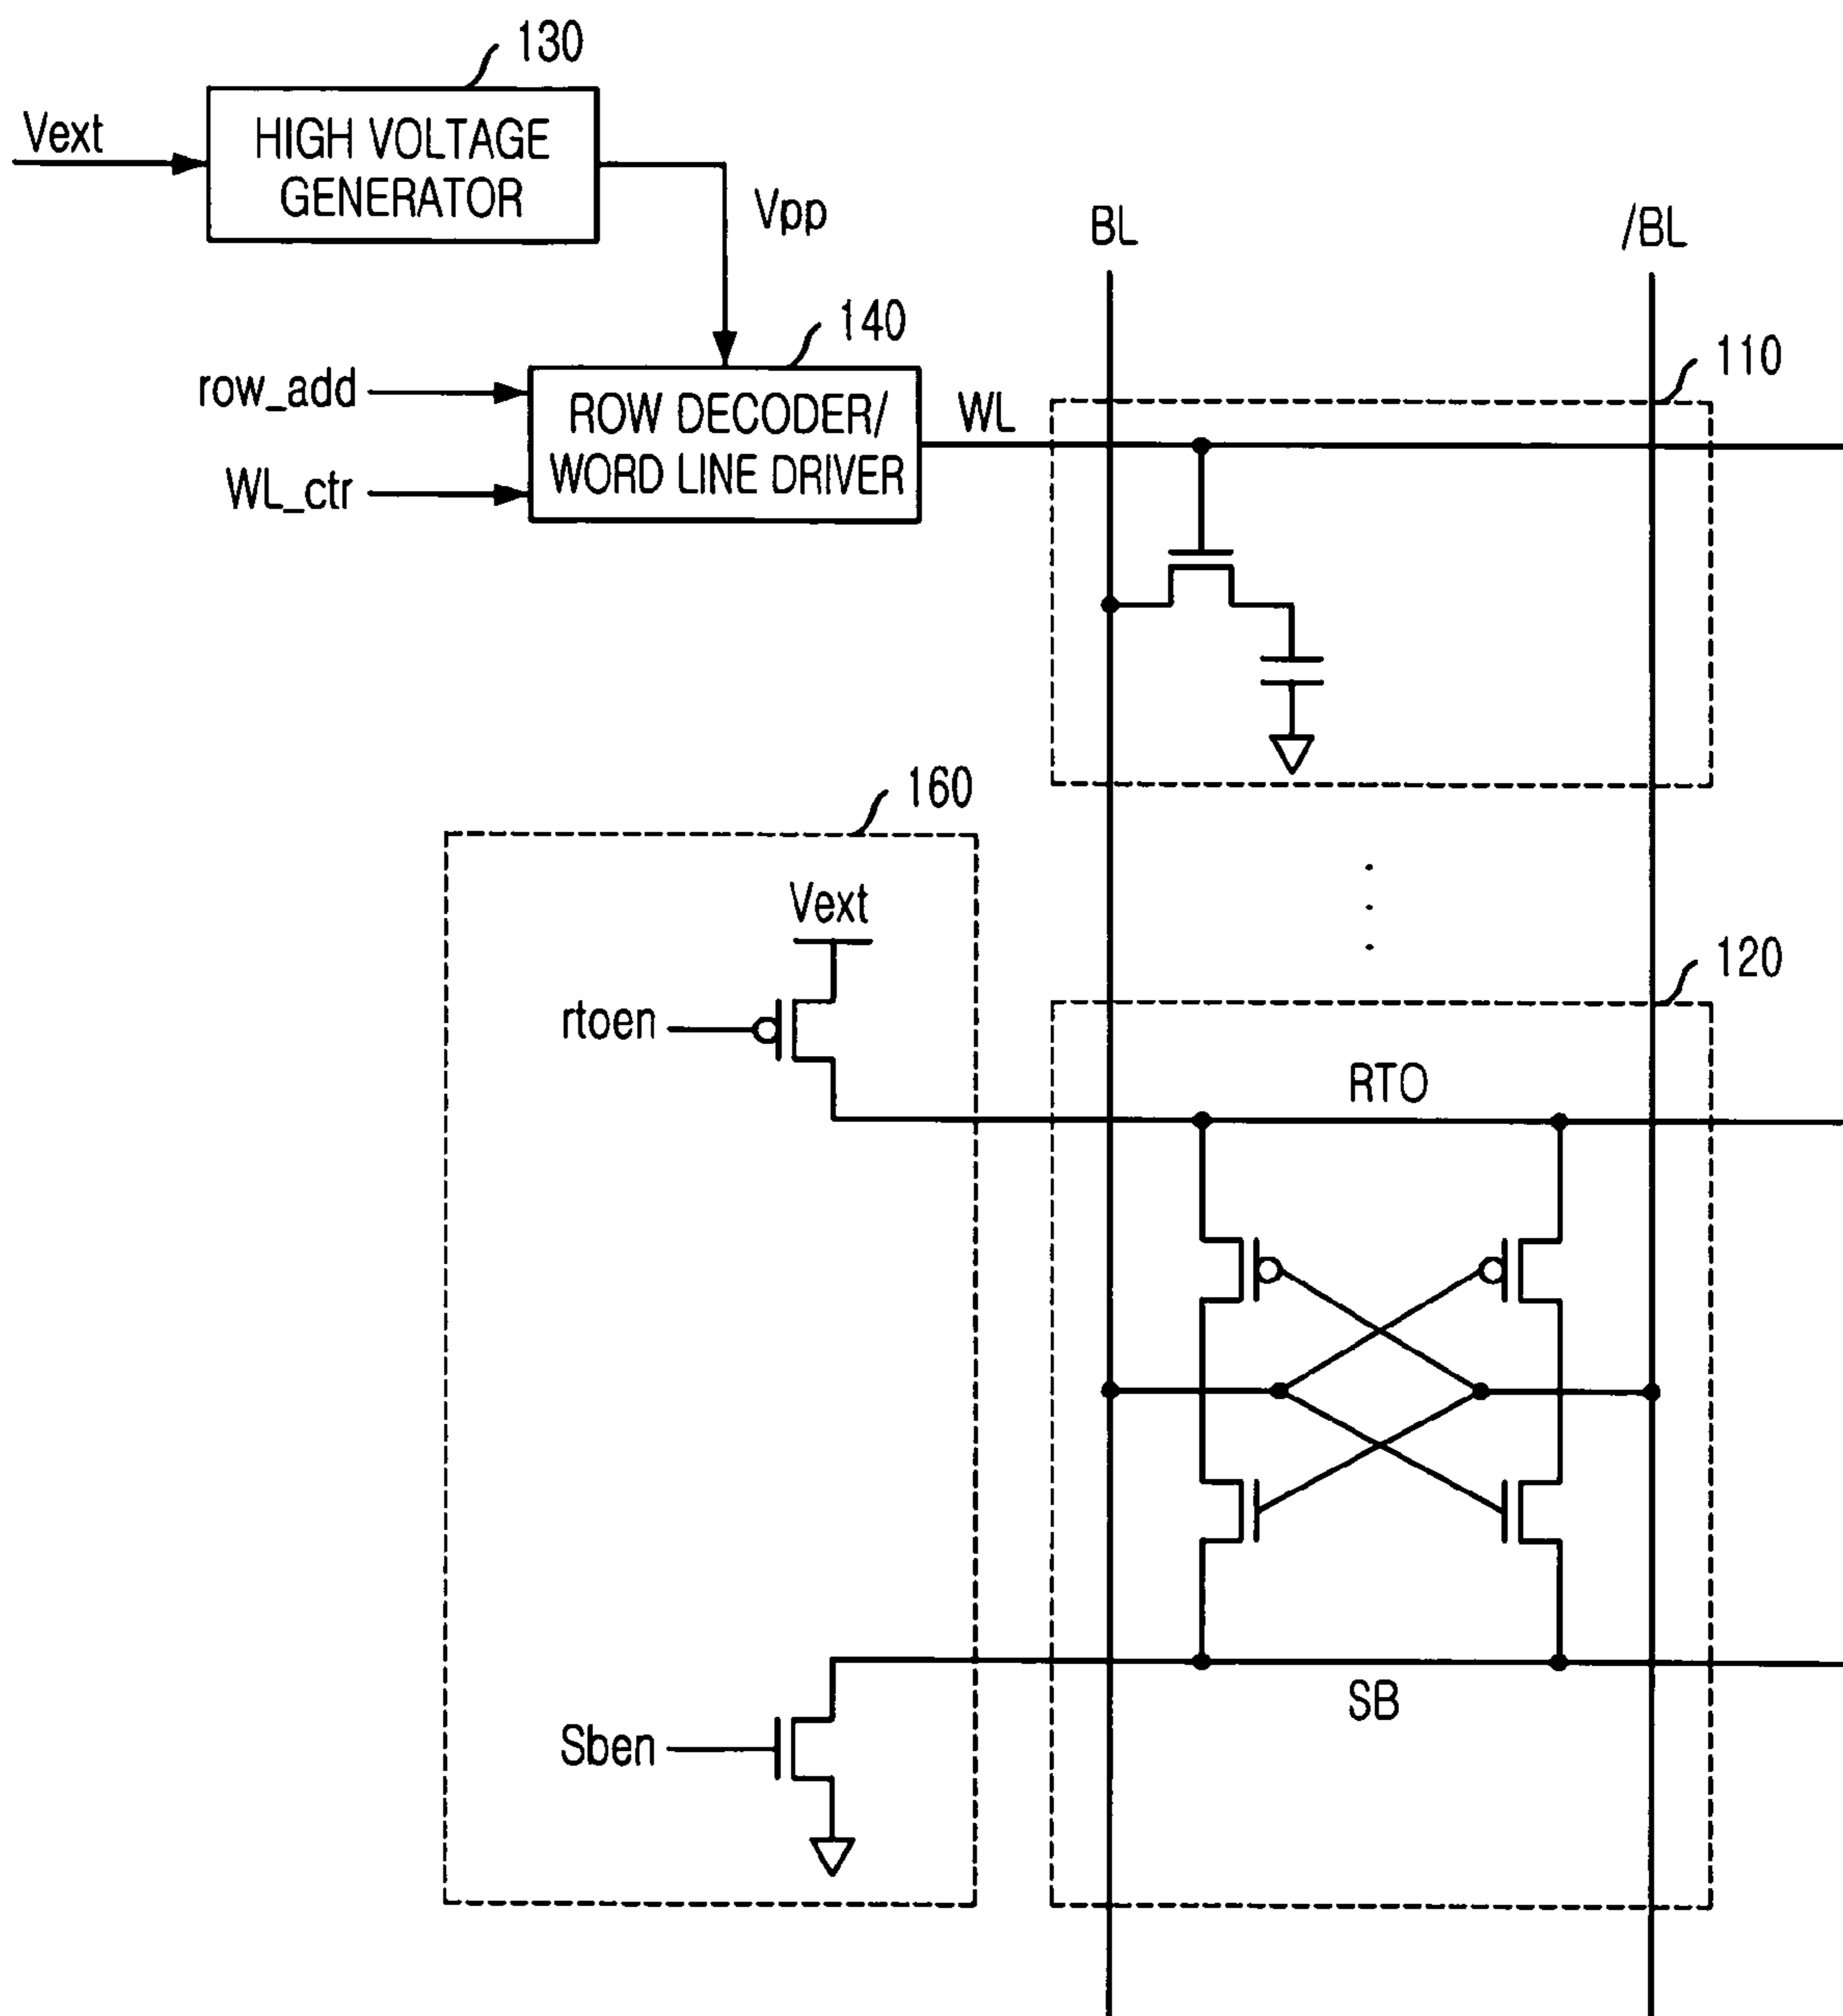 130
Vext
HIGH VOLTAGE
GENERATOR
Vpp
BL
/BL
140
110
row_add
ROW DECODER/
WORD LINE DRIVER
WL
WL_ctr
160
Vext
120
rtoen
RTO
SB
Sben